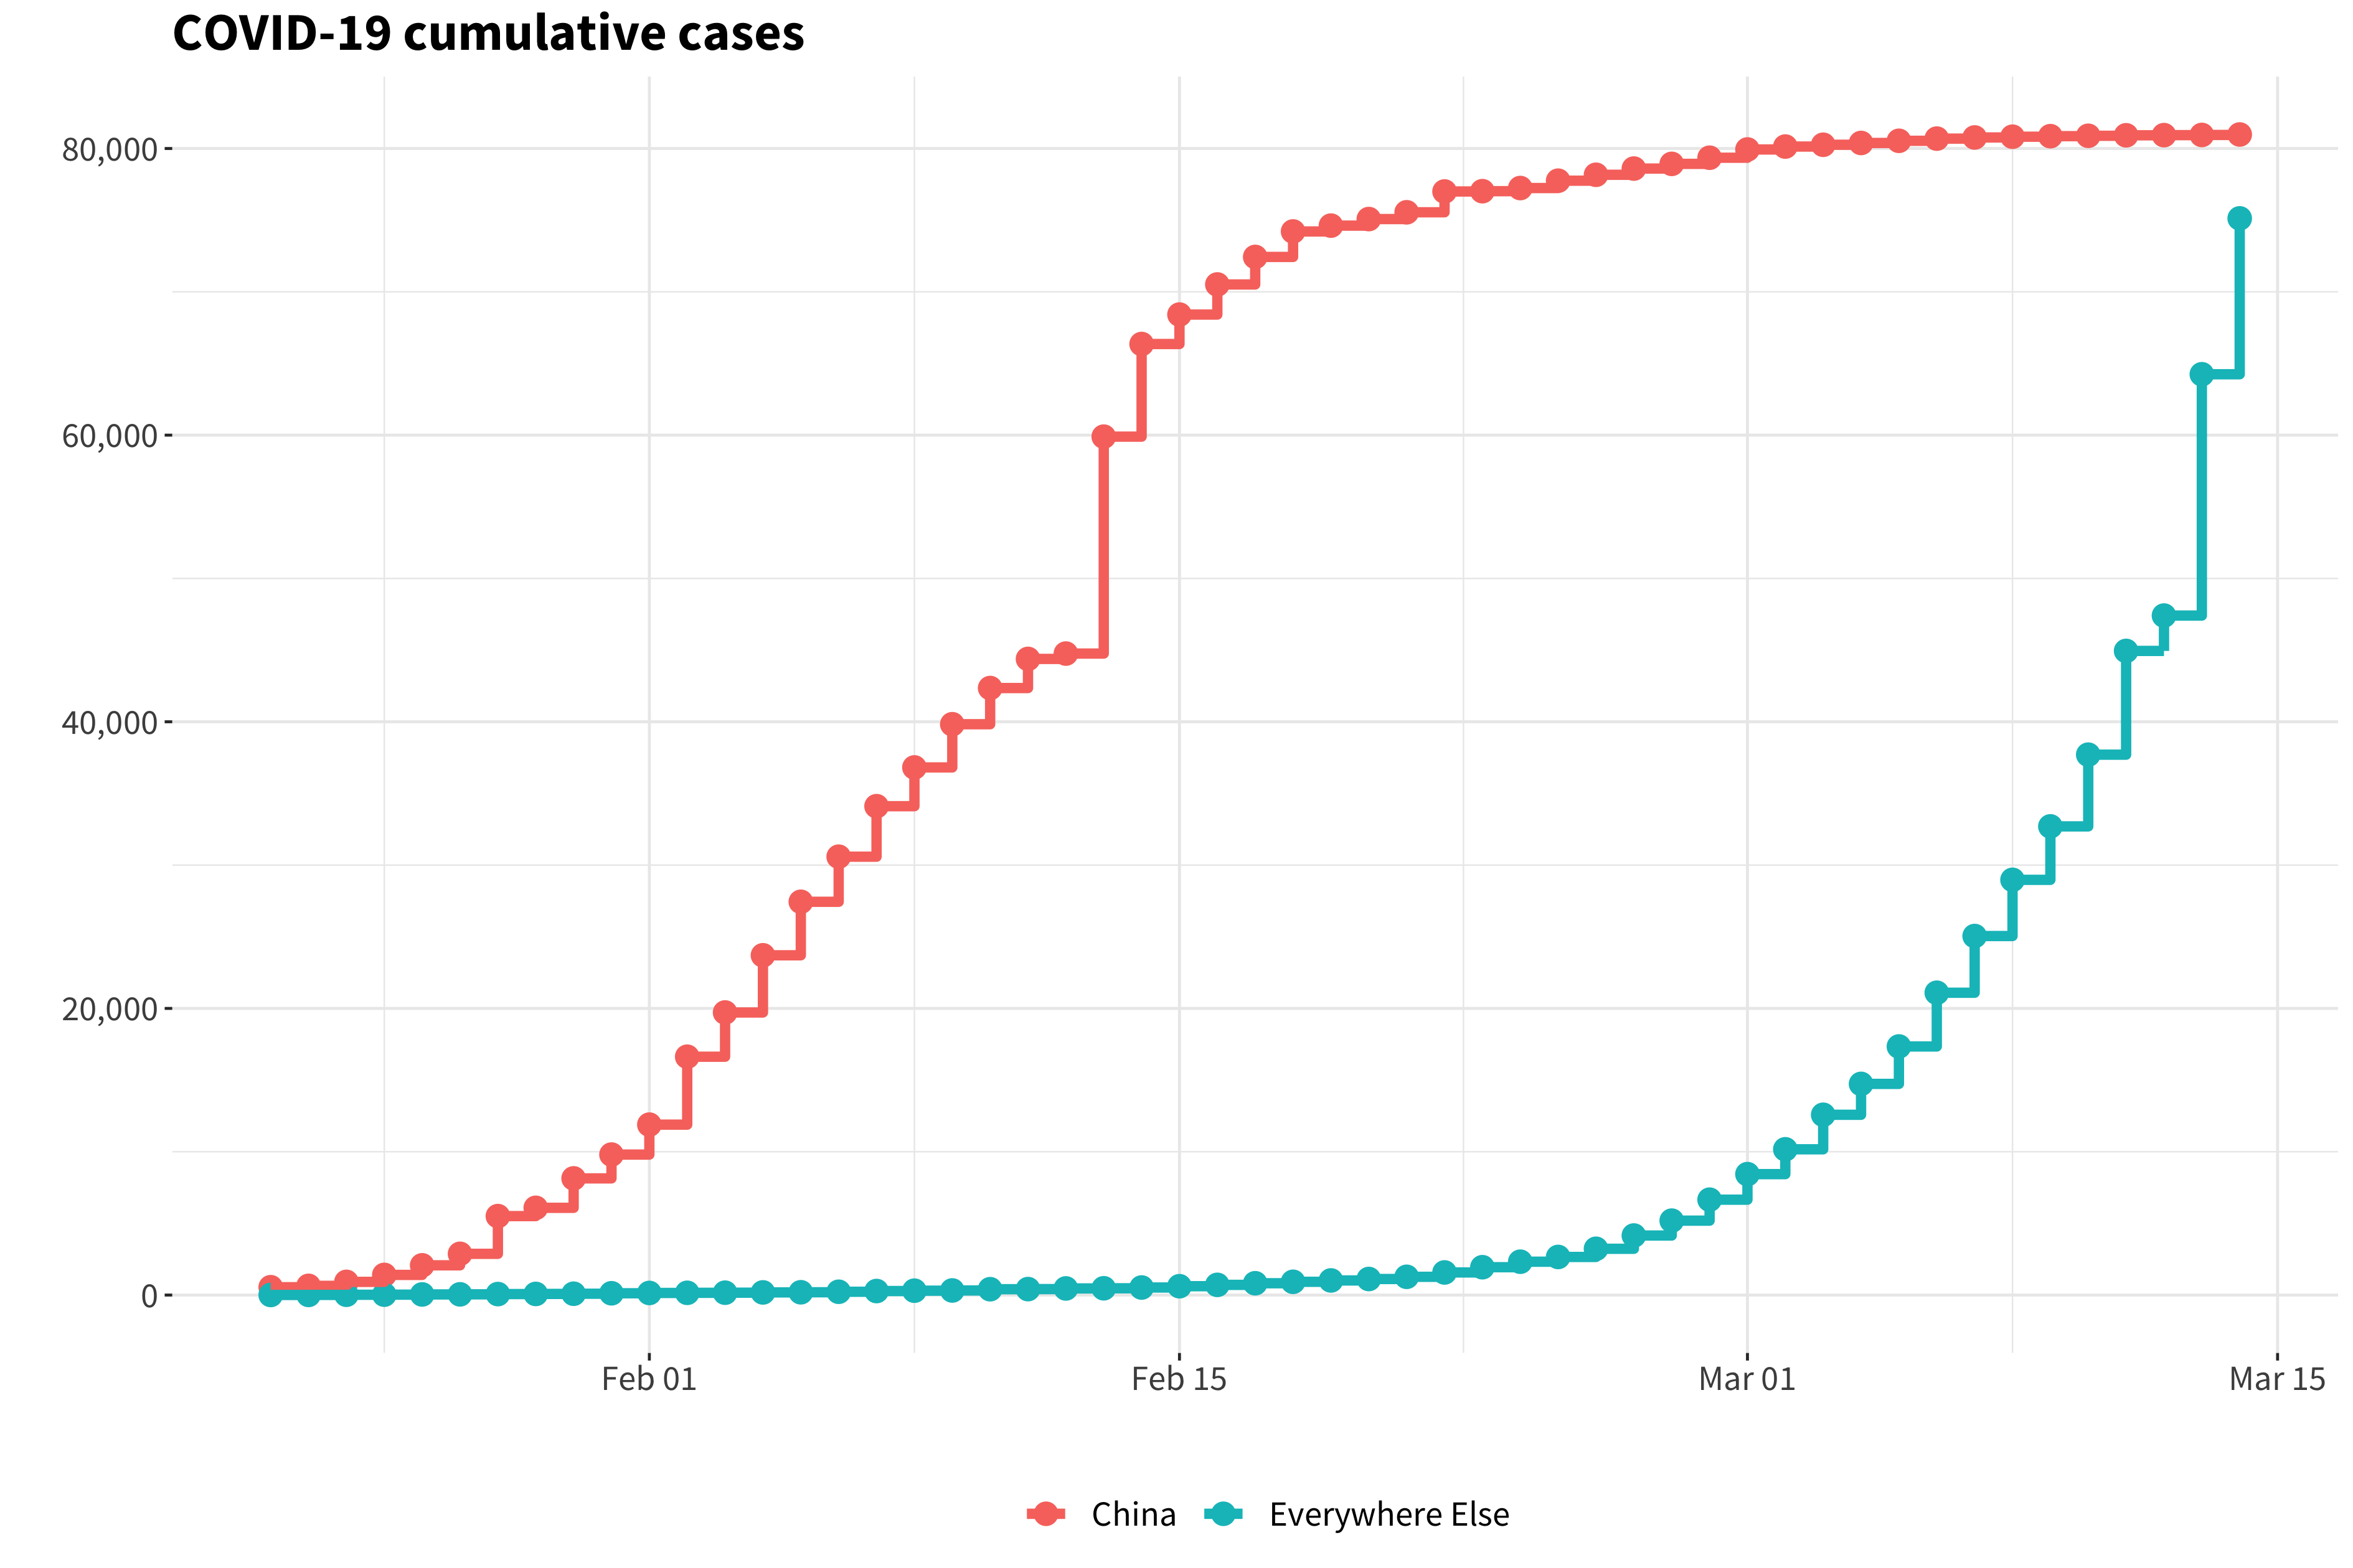 COVID-19 cumulative cases
80,000
60,000
40,000
20,000
0
Feb 01 Feb 15 Mar 01 Mar 15
China Everywhere Else